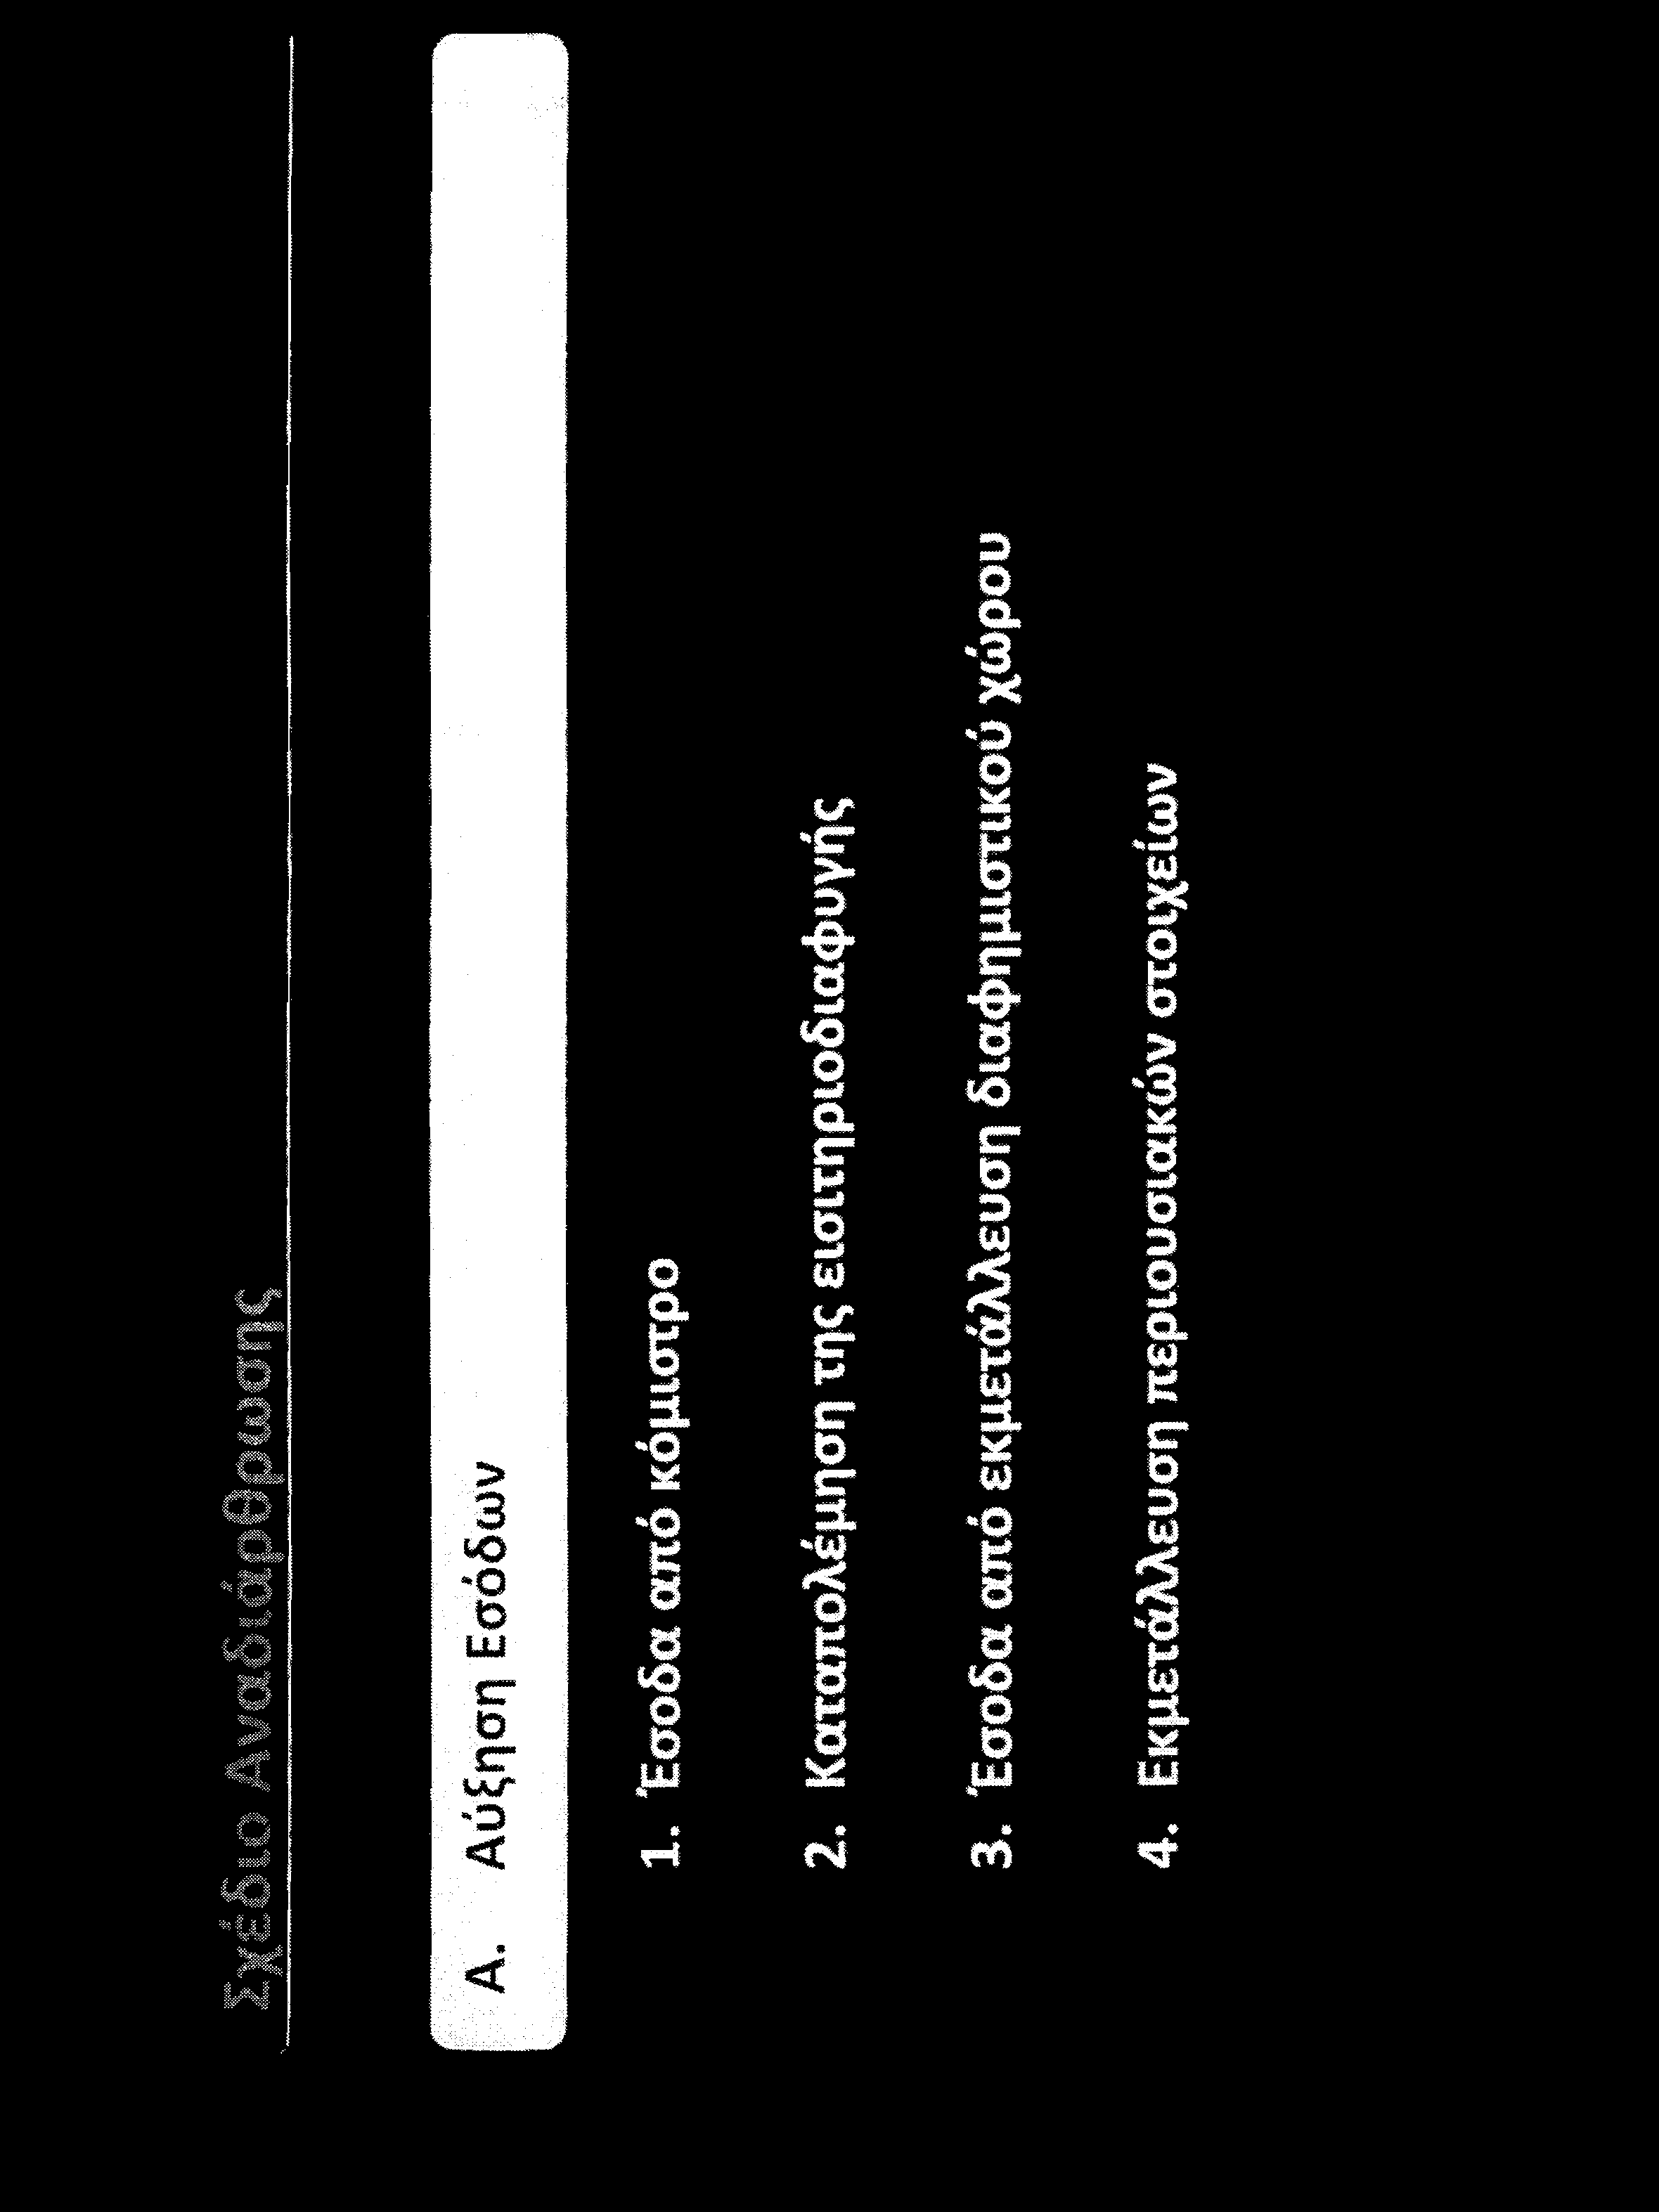 Σχέδιο Αναδιάρθρωσης
Α. Αύξηση Εσόδων
1. Έσοδα από κόμιστρο
2. Καταπολέμηση της εισιτηριοδιαφυγής
3. Έσοδα από εκμετάλλευση διαφημιστικού χώρου
4. Εκμετάλλευση περιουσιακών στοιχείων